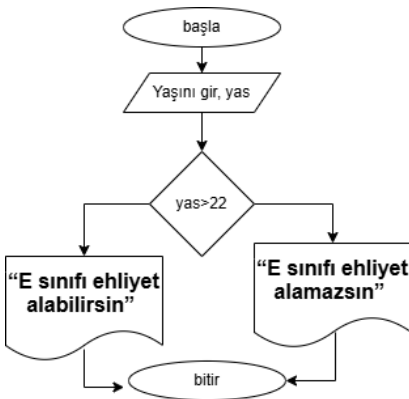 başla
Yaşını gir, yas
yas>22
“E sınıfı ehliyet
alabilirsin”
“E sınıfı ehliyet
alamazsın”
bitir